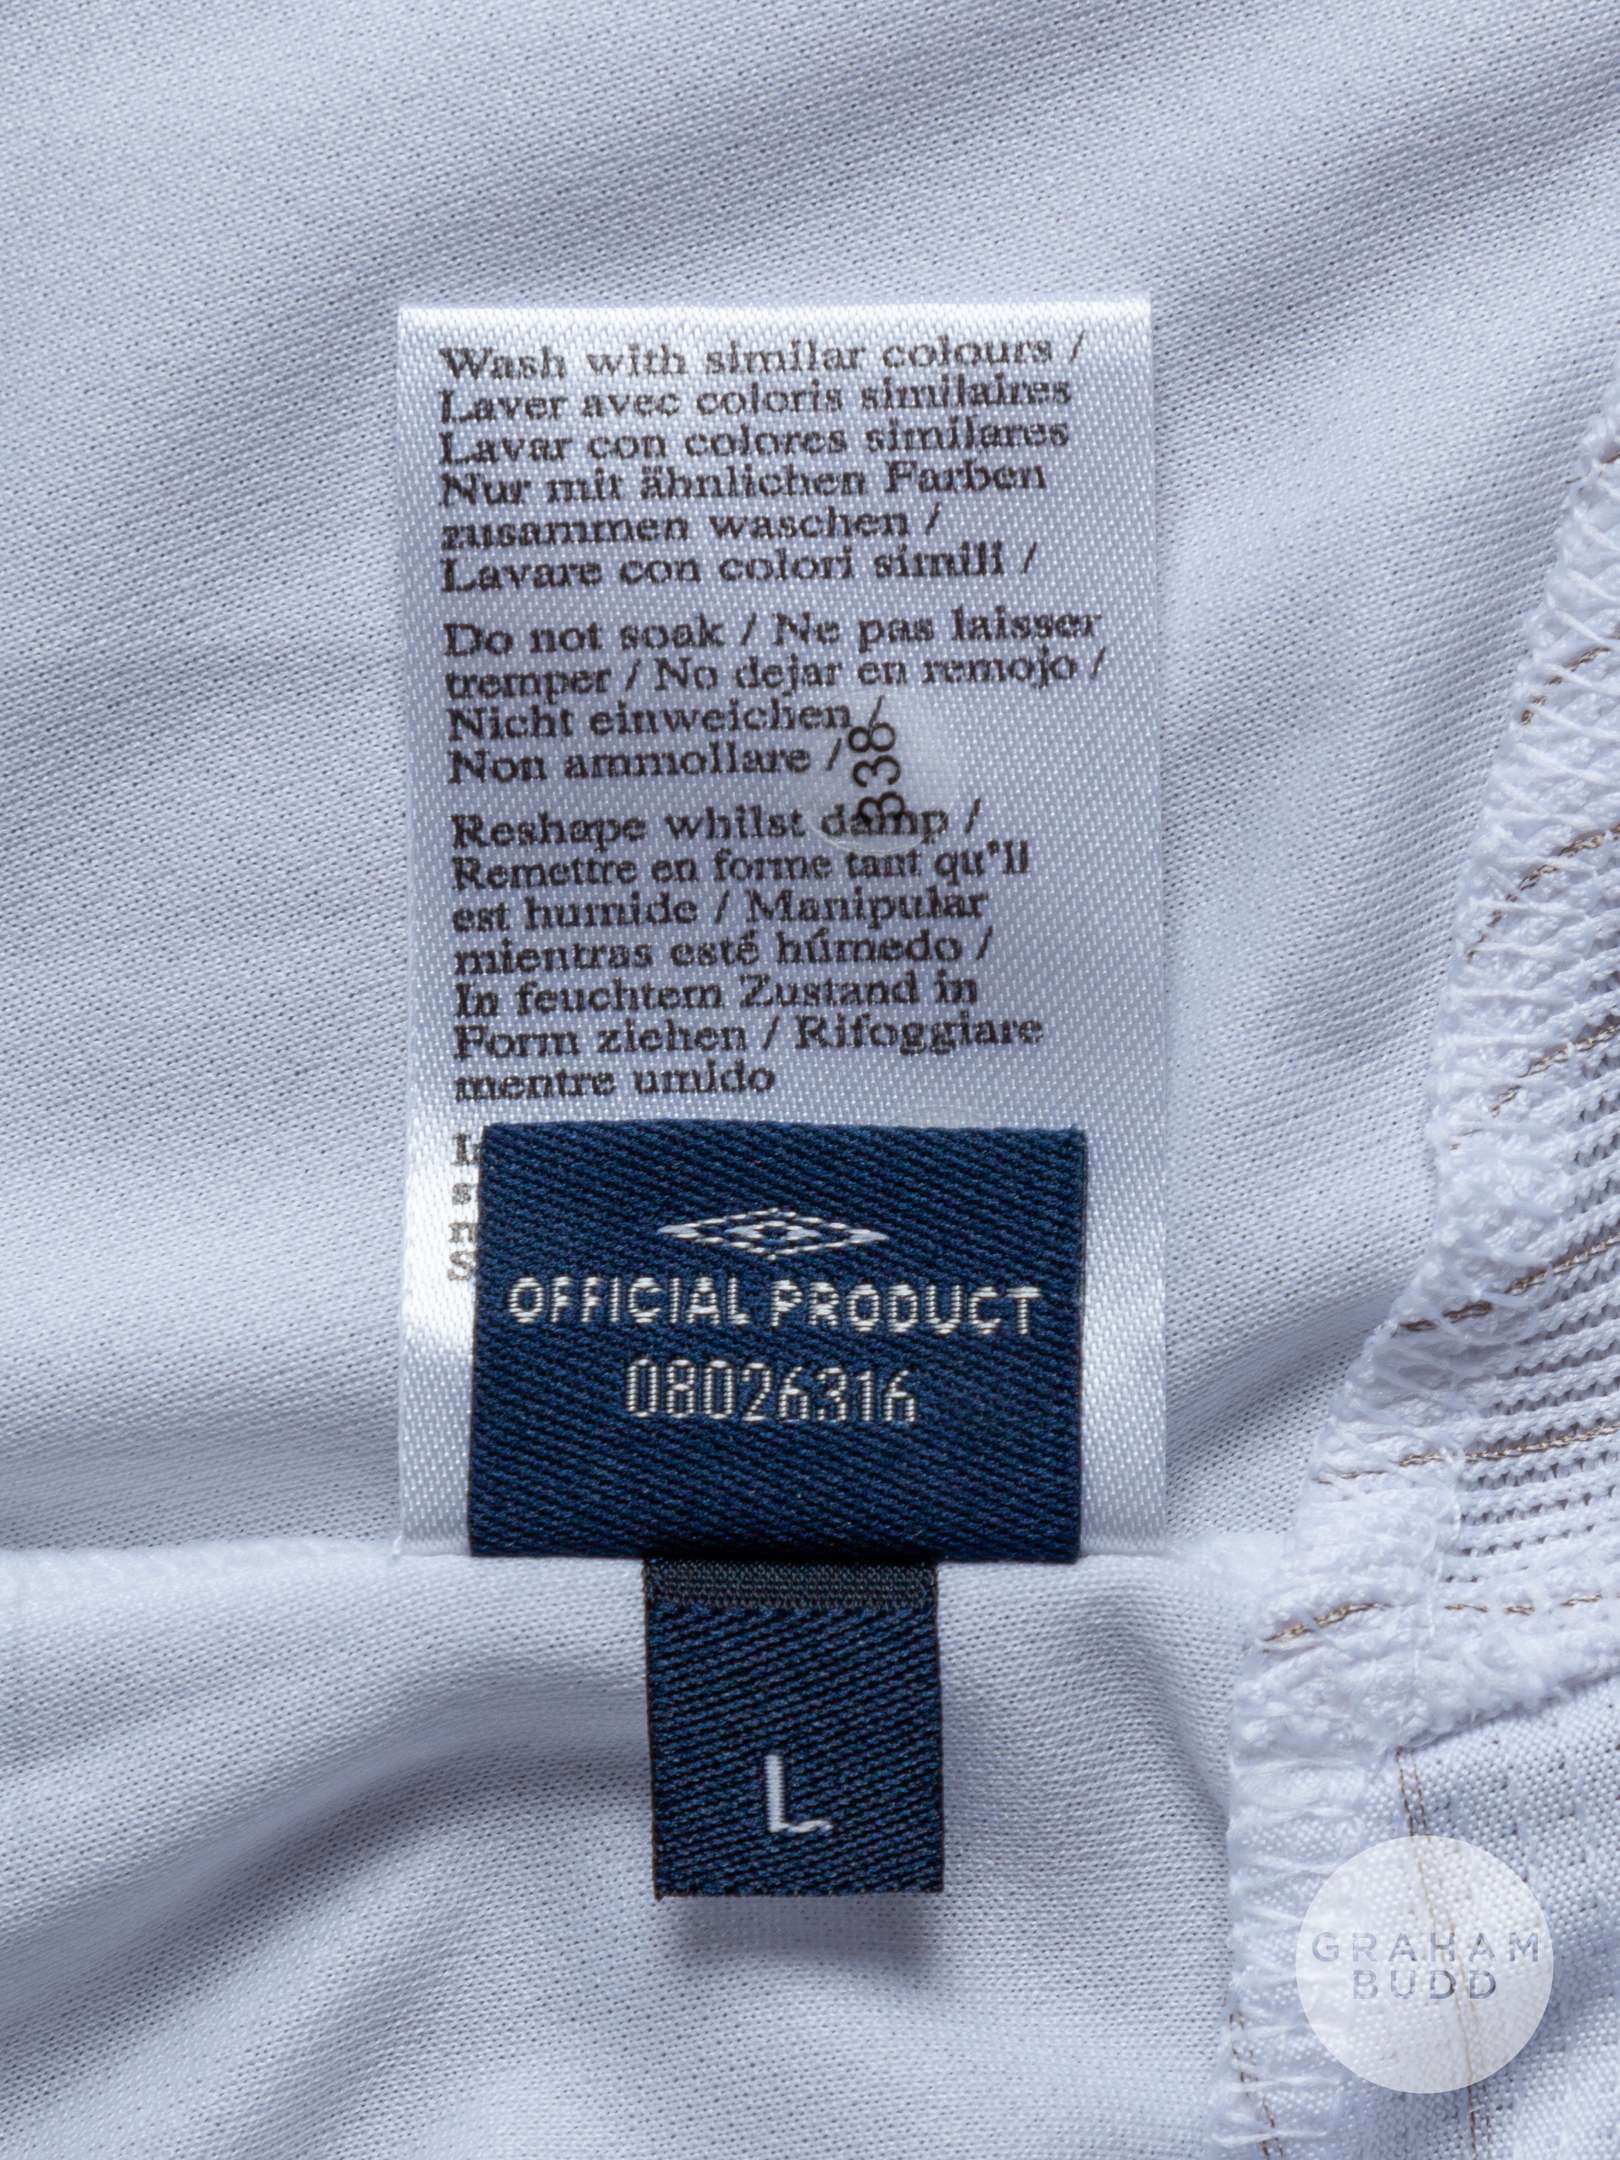 Wash with similar colours /
Laver avec coloris similaires
Lavar con colores similares
Nur mit ähnlichen Farben
zusammen waschen /
Lavare con colori simili /
Do not soak / Ne pas laisser
tremper / No dejar en remojo /
Nicht einweichen /
Non ammollare /
338
Reshape whilst damp /
Remettre en forme tant qu'il
est humide / Manipular
mientras esté húmedo /
In feuchtem Zustand in
Form ziehen / Rifoggiare
mentre umido
OFFICIAL PRODUCT
08026316
L
GRAHAM
BUDD